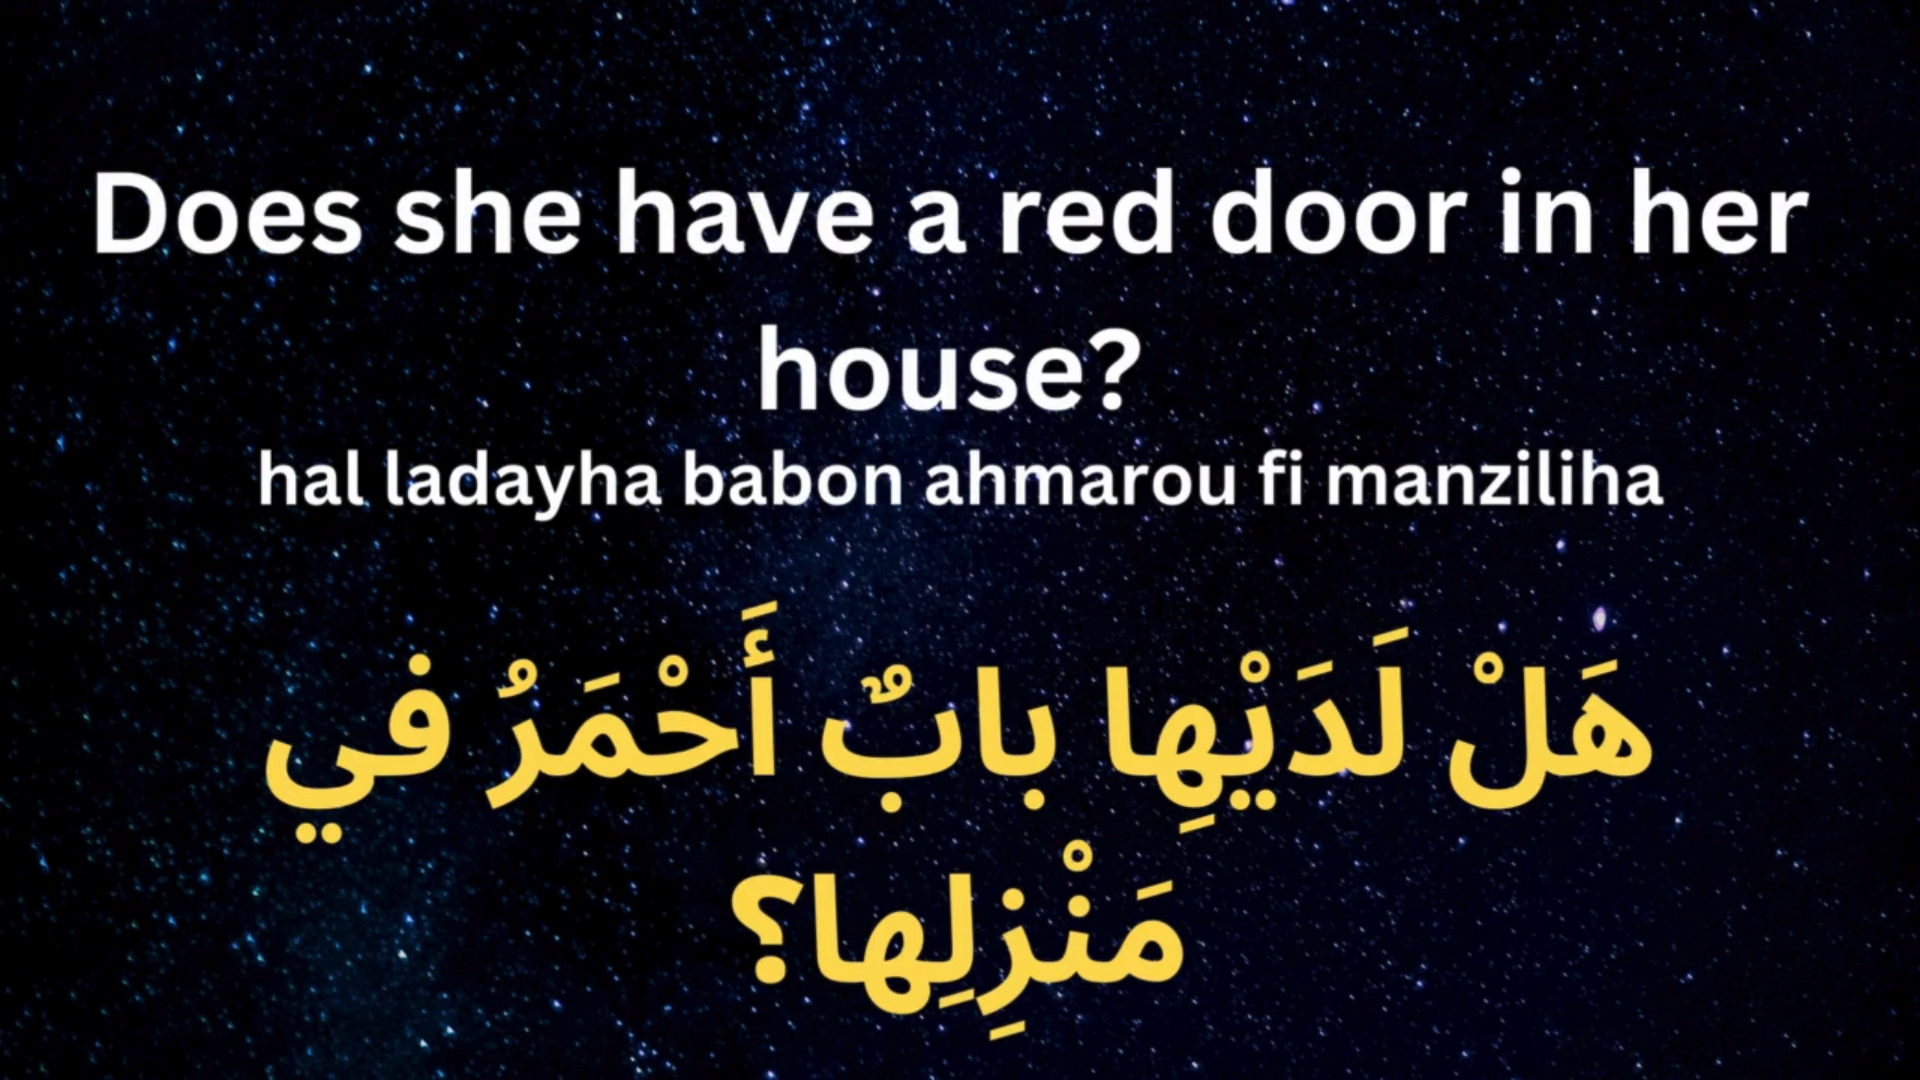 Does she have a red door in her
house?
hal ladayha babon ahmarou fi manziliha
هَلْ لَدَيْهِا بابٌ أَحْمَرُ في
مَنْزِلِها؟